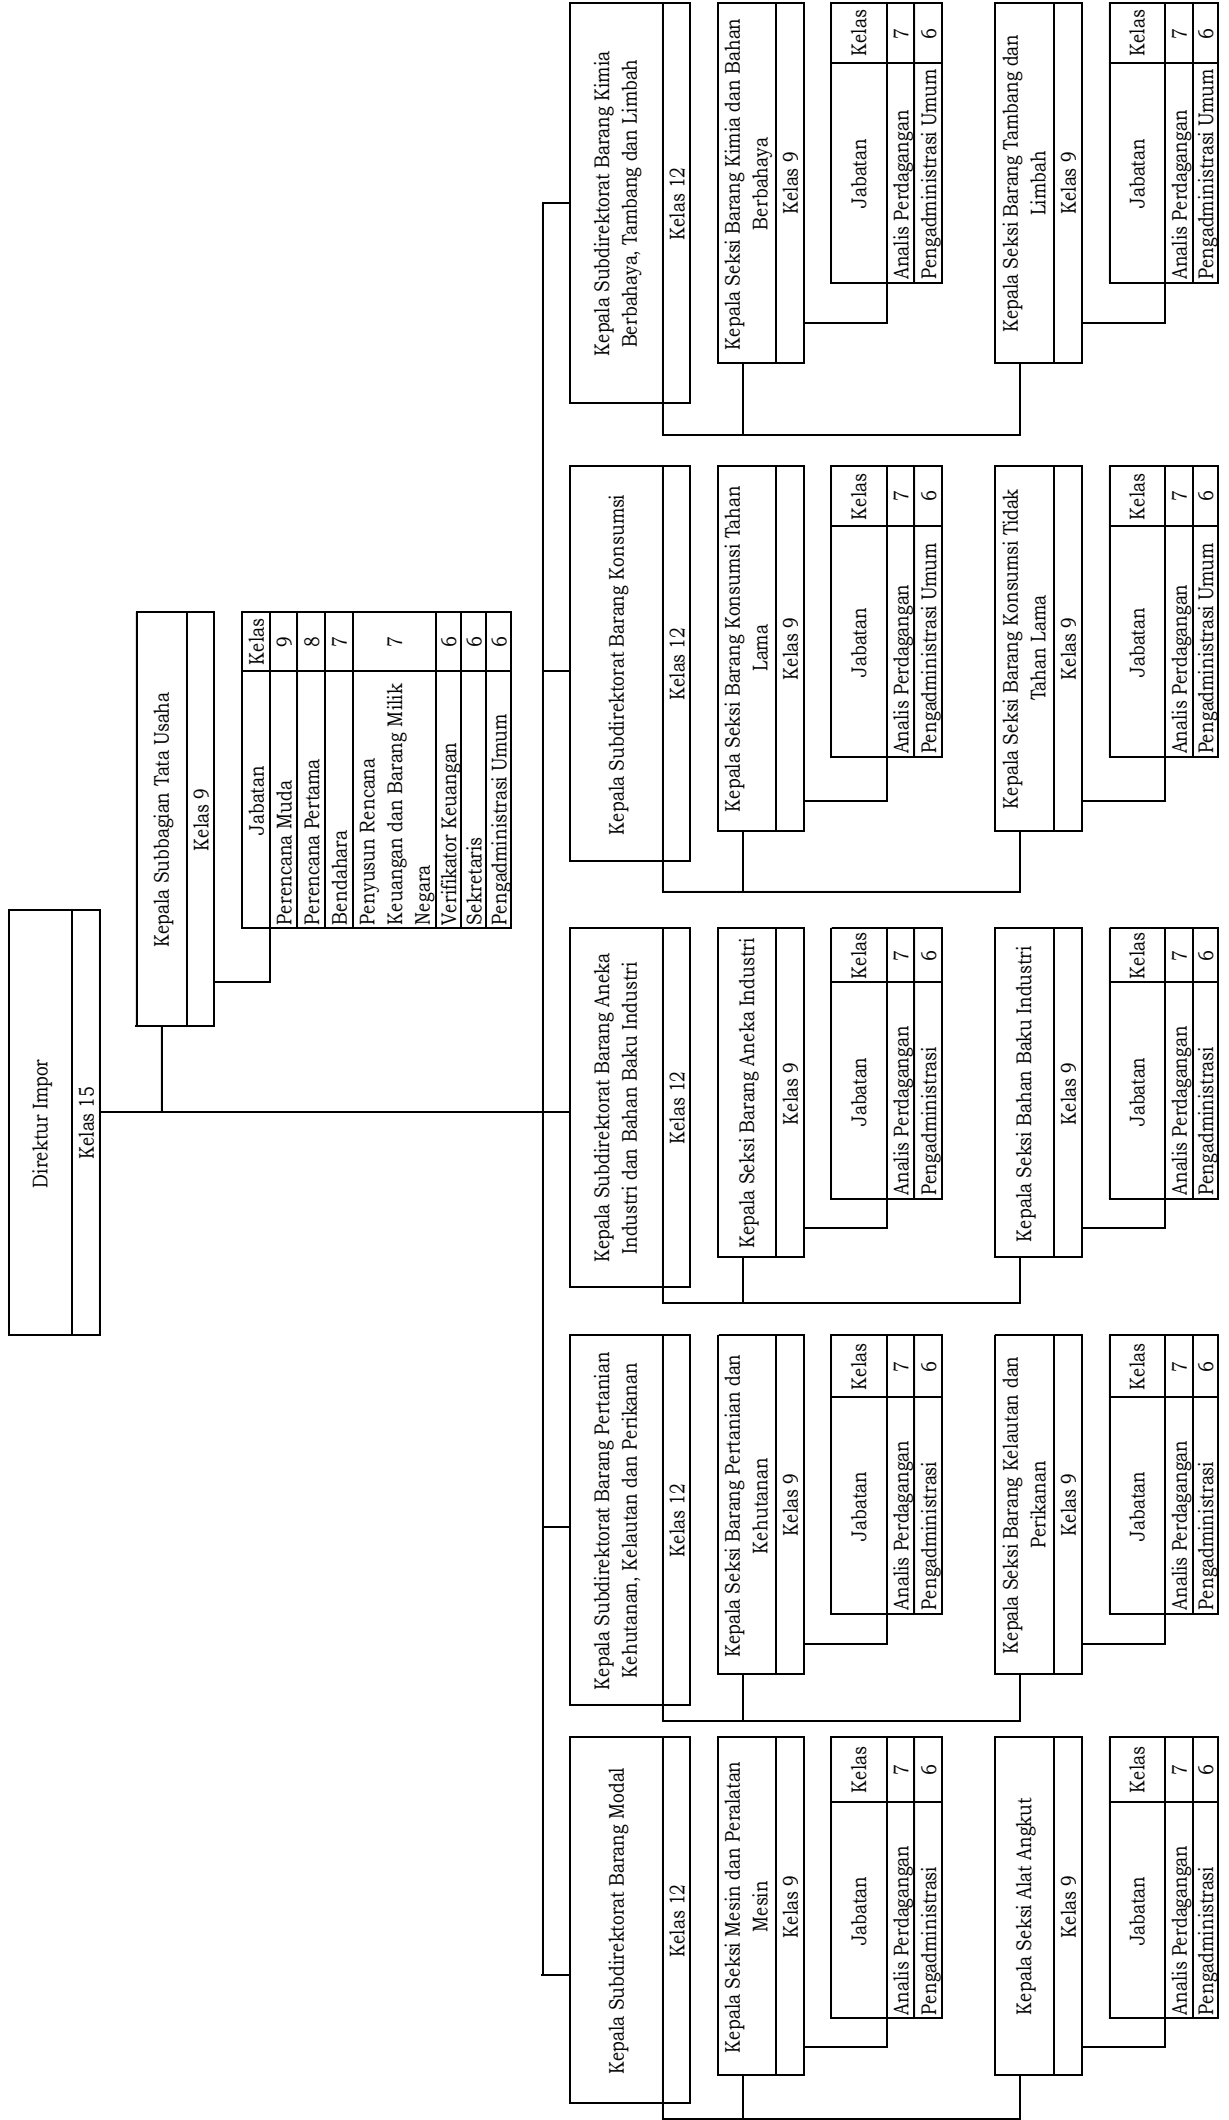 Direktur Impor
Kelas 15
Kepala Subbagian Tata Usaha
Kelas 9
Jabatan Kelas
Perencana Muda 9
Perencana Pertama 8
Bendahara 7
Penyusun Rencana
Keuangan dan Barang Milik 7
Negara
Verifikator Keuangan 6
Sekretaris 6
Pengadministrasi Umum 6
Kepala Subdirektorat Barang Modal
Kelas 12
Kepala Seksi Mesin dan Peralatan
Mesin
Kelas 9
Jabatan Kelas
Analis Perdagangan 7
Pengadministrasi 6
Kepala Seksi Alat Angkut
Kelas 9
Jabatan Kelas
Analis Perdagangan 7
Pengadministrasi 6
Kepala Subdirektorat Barang Pertanian
Kehutanan, Kelautan dan Perikanan
Kelas 12
Kepala Seksi Barang Pertanian dan
Kehutanan
Kelas 9
Jabatan Kelas
Analis Perdagangan 7
Pengadministrasi 6
Kepala Seksi Barang Kelautan dan
Perikanan
Kelas 9
Jabatan Kelas
Analis Perdagangan 7
Pengadministrasi 6
Kepala Subdirektorat Barang Aneka
Industri dan Bahan Baku Industri
Kelas 12
Kepala Seksi Barang Aneka Industri
Kelas 9
Jabatan Kelas
Analis Perdagangan 7
Pengadministrasi 6
Kepala Seksi Bahan Baku Industri
Kelas 9
Jabatan Kelas
Analis Perdagangan 7
Pengadministrasi 6
Kepala Subdirektorat Barang Konsumsi
Kelas 12
Kepala Seksi Barang Konsumsi Tahan
Lama
Kelas 9
Jabatan Kelas
Analis Perdagangan 7
Pengadministrasi Umum 6
Kepala Seksi Barang Konsumsi Tidak
Tahan Lama
Kelas 9
Jabatan Kelas
Analis Perdagangan 7
Pengadministrasi Umum 6
Kepala Subdirektorat Barang Kimia
Berbahaya, Tambang dan Limbah
Kelas 12
Kepala Seksi Barang Kimia dan Bahan
Berbahaya
Kelas 9
Jabatan Kelas
Analis Perdagangan 7
Pengadministrasi Umum 6
Kepala Seksi Barang Tambang dan
Limbah
Kelas 9
Jabatan Kelas
Analis Perdagangan 7
Pengadministrasi Umum 6